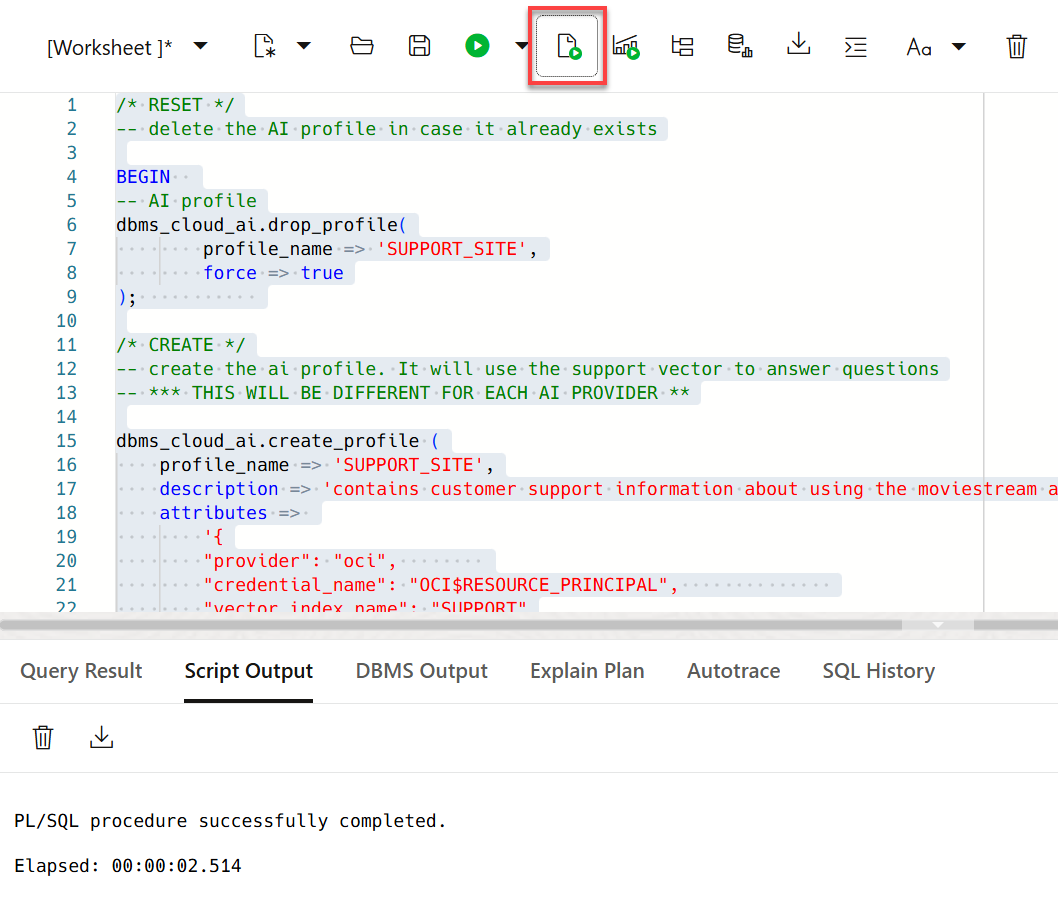 [Worksheet ]*
Aa
1 /* RESET */
2 -- delete the AI profile in case it already exists
3
4 BEGIN
5 -- AI profile
6 dbms_cloud_ai.drop_profile(
7 profile_name => 'SUPPORT_SITE',
8 force => true
9 );
10
11 /* CREATE */
12 -- create the ai profile. It will use the support vector to answer questions
13 -- *** THIS WILL BE DIFFERENT FOR EACH AI PROVIDER **
14
15 dbms_cloud_ai.create_profile (
16 profile_name => 'SUPPORT_SITE',
17 description => 'contains customer support information about using the moviestream a
18 attributes =>
19 '{
20 "provider": "oci",
21 "credential_name": "OCI$RESOURCE_PRINCIPAL",
22 "vector_index_name": "SUPPORT"
Query Result Script Output DBMS Output Explain Plan Autotrace SQL History
PL/SQL procedure successfully completed.
Elapsed: 00:00:02.514